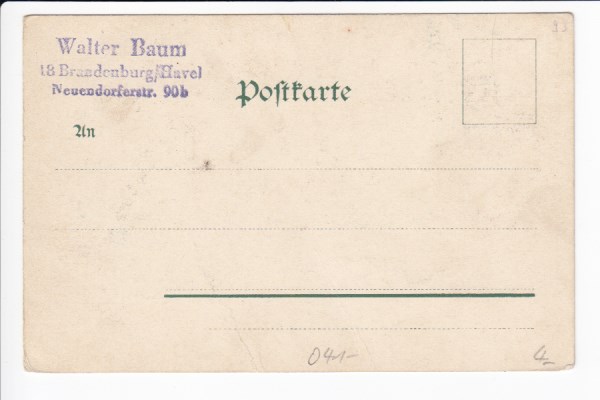 Walter Baum
18 Brandenburg/Havel
Neuendorferstr. 90b
Postkarte
An
041-
4-